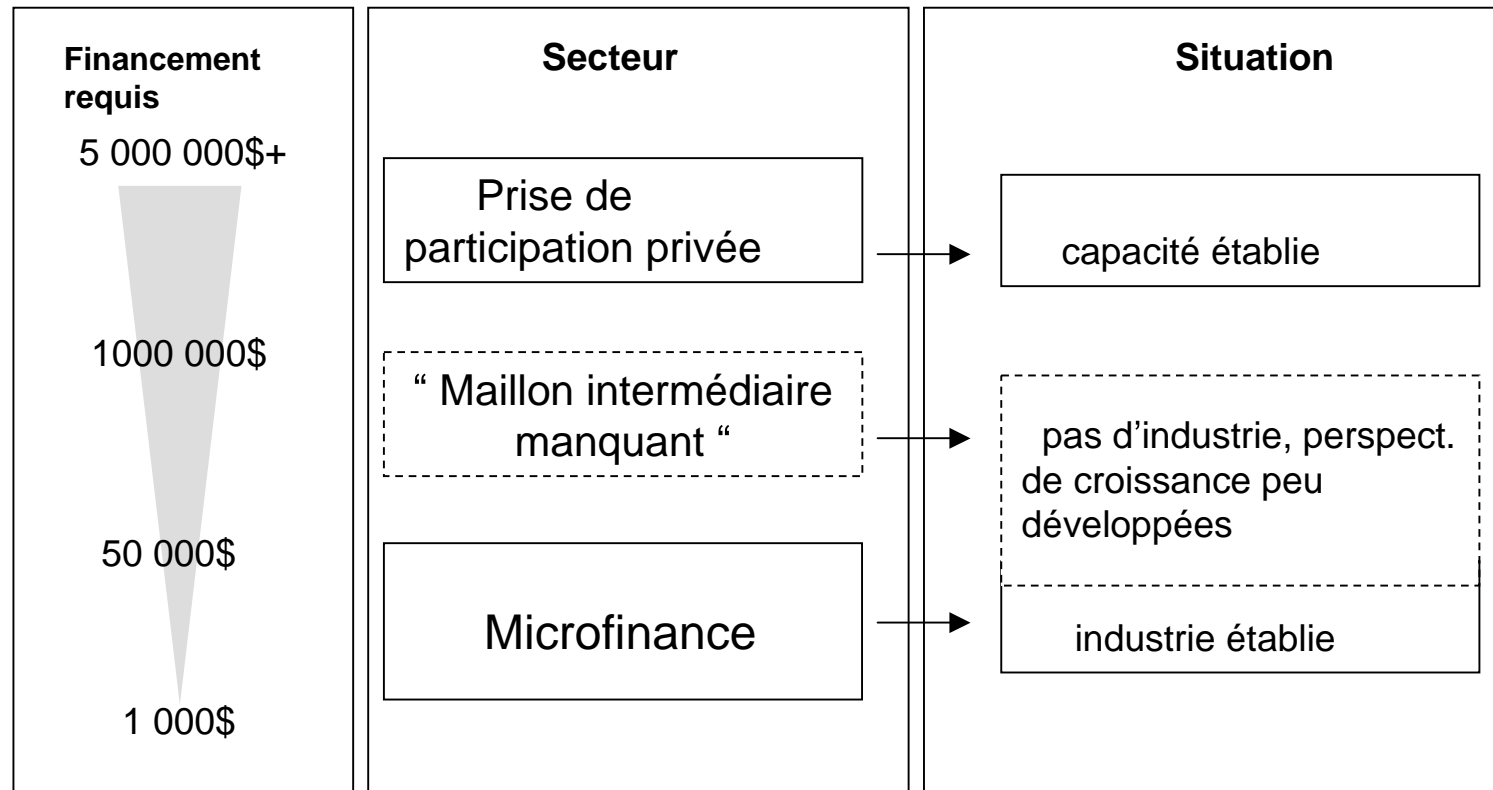 Financement
requis
5 000 000$+
1000 000$
50 000$
1 000$
Secteur
Prise de
participation privée
“ Maillon intermédiaire
manquant “
Microfinance
Situation
capacité établie
pas d’industrie, perspect.
de croissance peu
développées
industrie établie